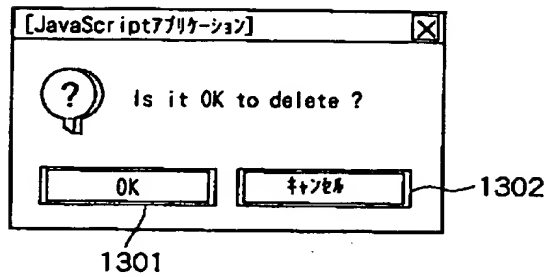 [JavaScriptｱﾌﾟﾘｹｰｼｮﾝ]
?
Is it OK to delete ?
OK ｷｬﾝｾﾙ
1302
1301